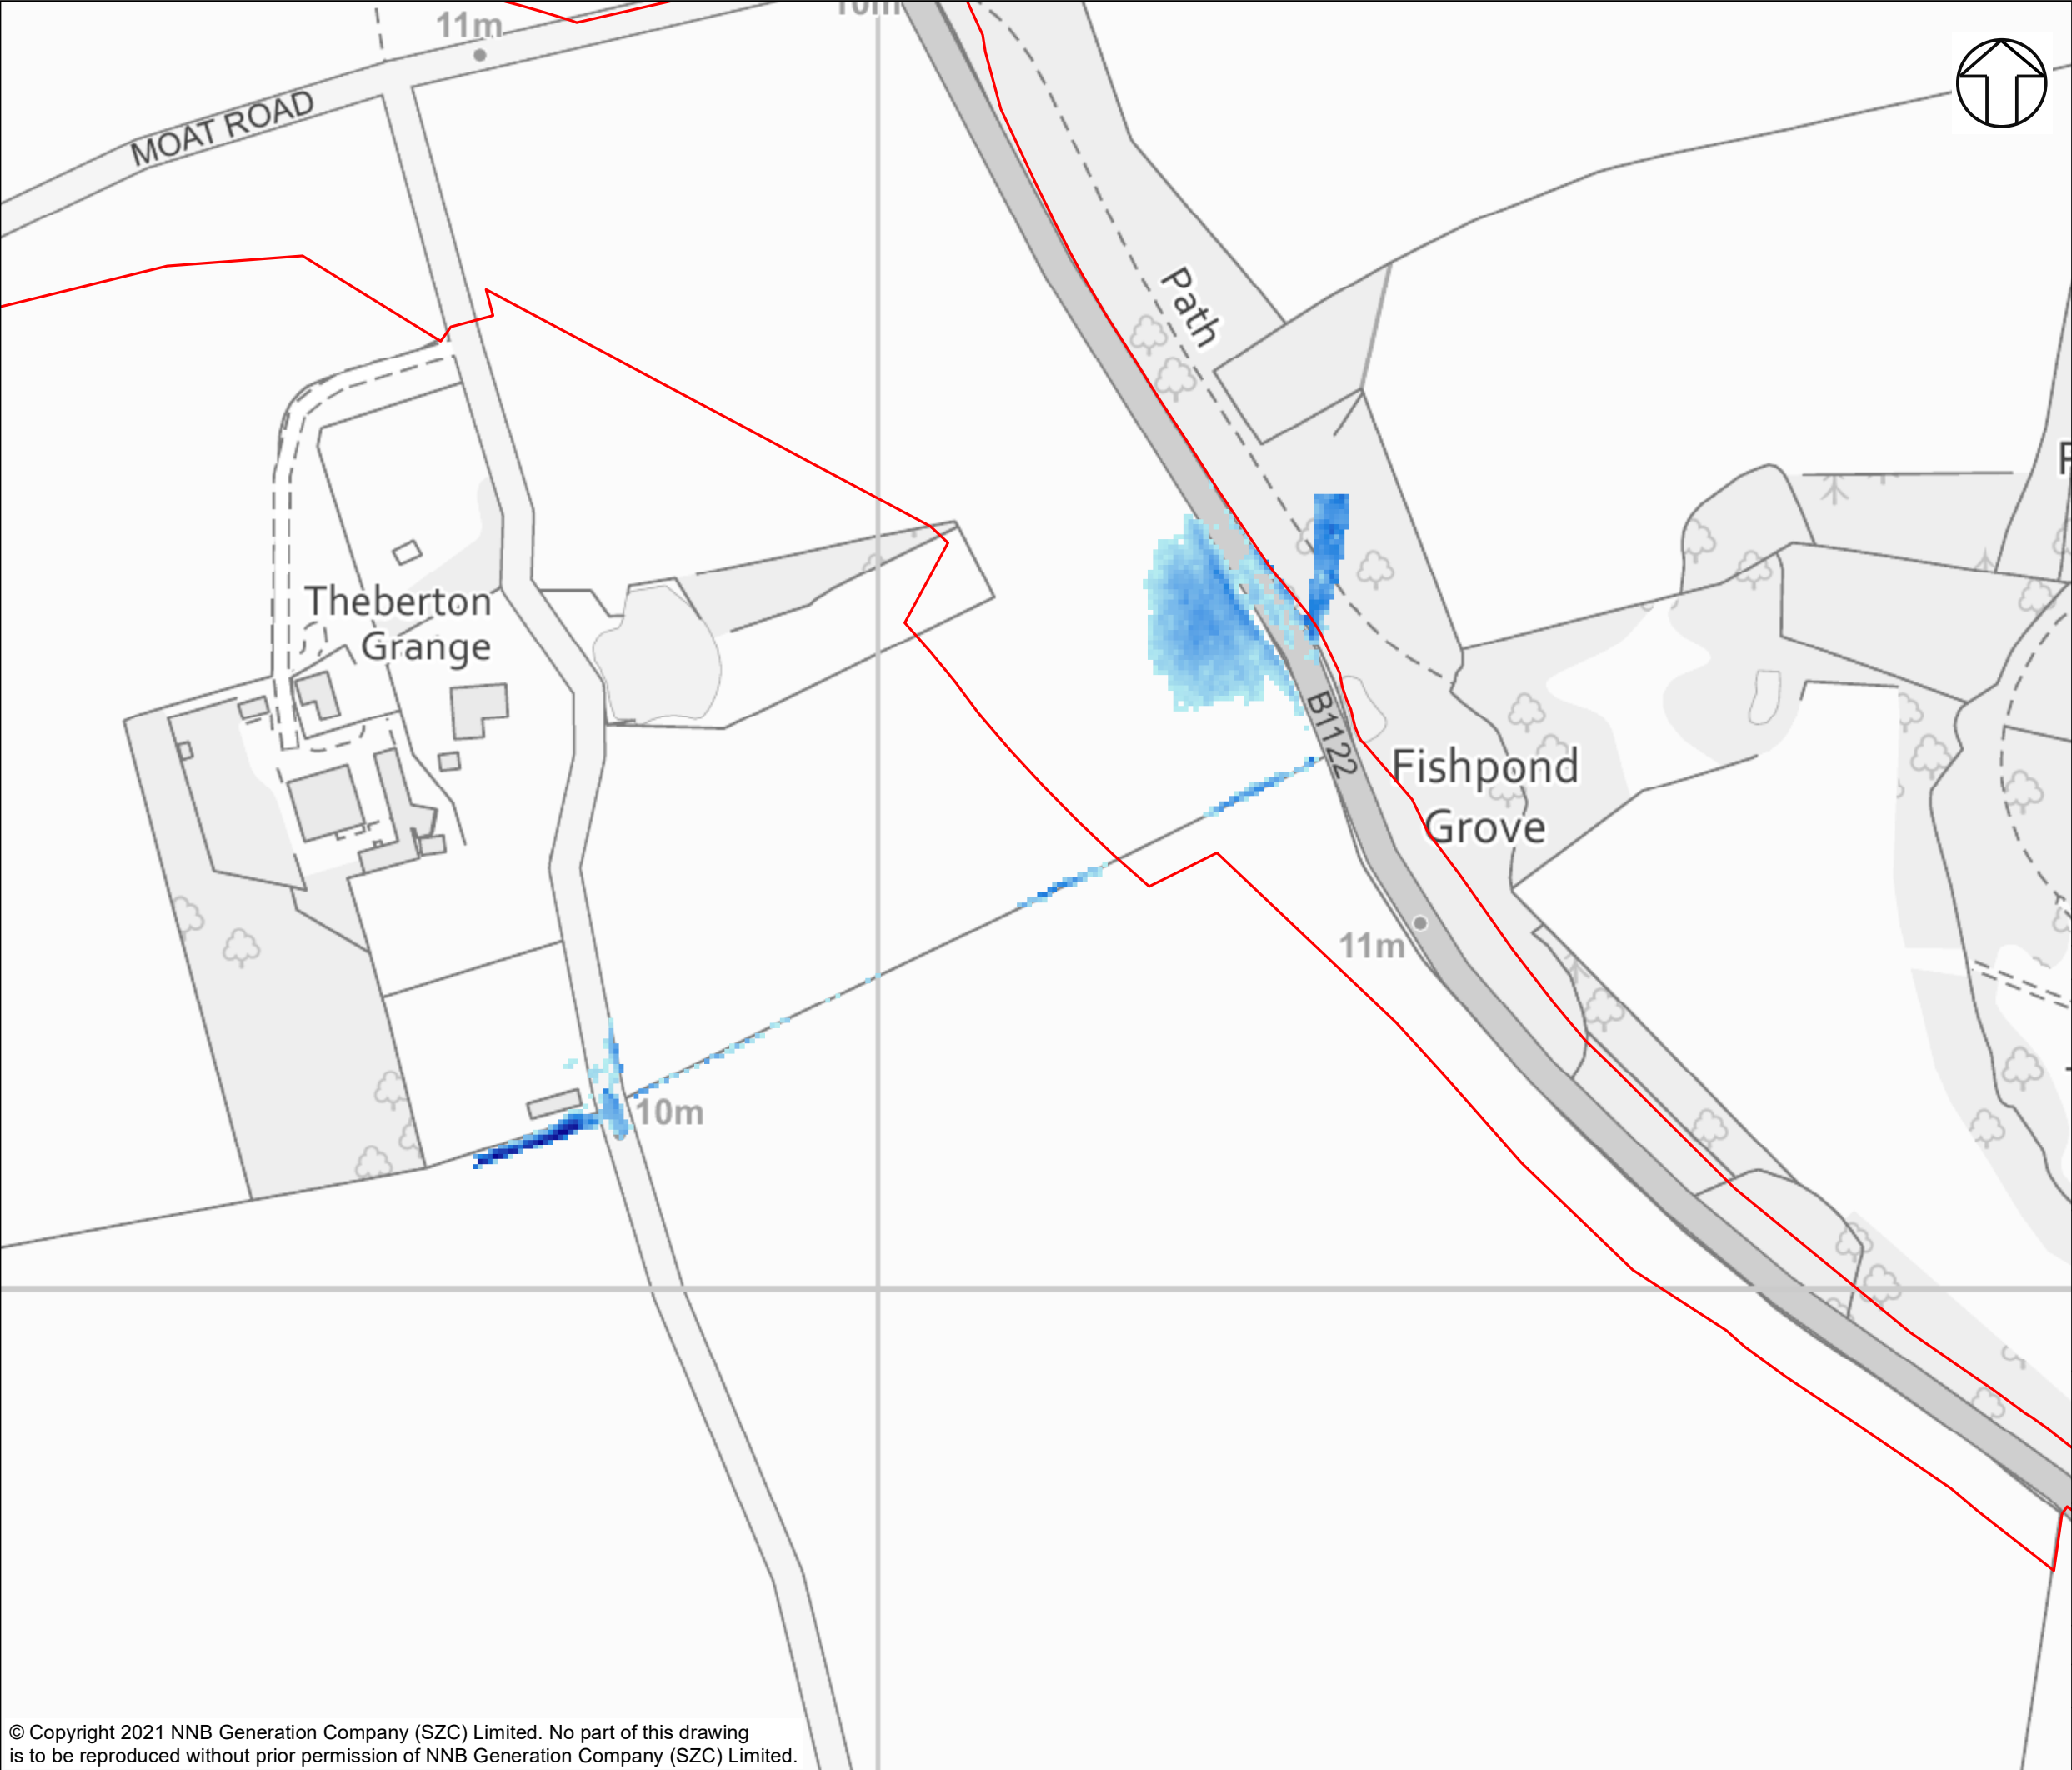 11m
10m
MOAT ROAD
Path
Theberton
Grange
B1122
Fishpond
Grove
11m
10m
© Copyright 2021 NNB Generation Company (SZC) Limited. No part of this drawing
is to be reproduced without prior permission of NNB Generation Company (SZC) Limited.